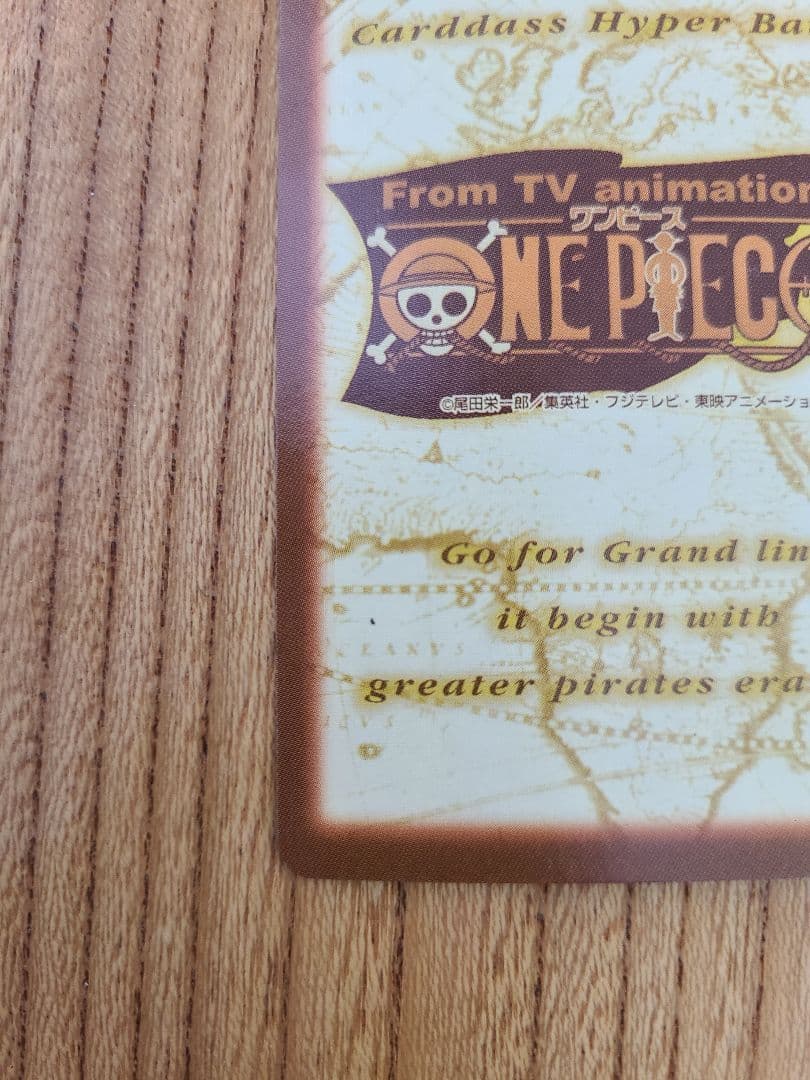 Carddass Hyper Ba
From TV animation
ワンピース
ONE PIECE
©尾田栄一郎/集英社・フジテレビ・東映アニメーショ
Go for Grand lin
it begin with
greater pirates era
CEANVS